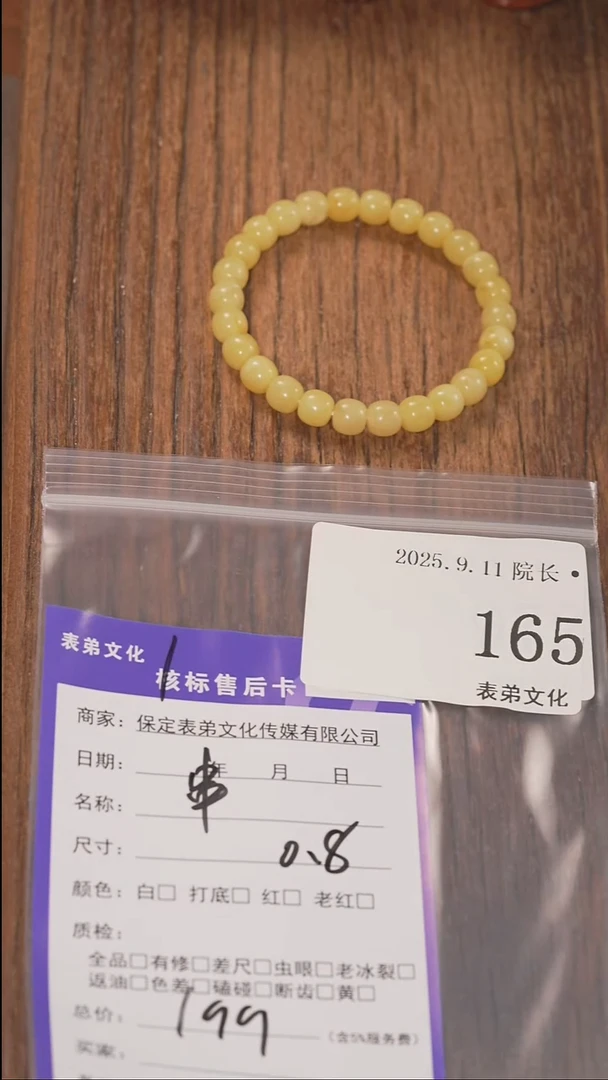 2025.9.11 院长 •
165
表弟文化
表弟文化
核标售后卡
商家：保定表弟文化传媒有限公司
日期： 年 月 日
名称： 串
尺寸： 0.8
颜色：白□ 打底□ 红□ 老红□
质检：
全品□有修□差尺□虫眼□老冰裂□
返油□色差□磕碰□断齿□黄□
总价： 199 （含5%服务费）
买家：